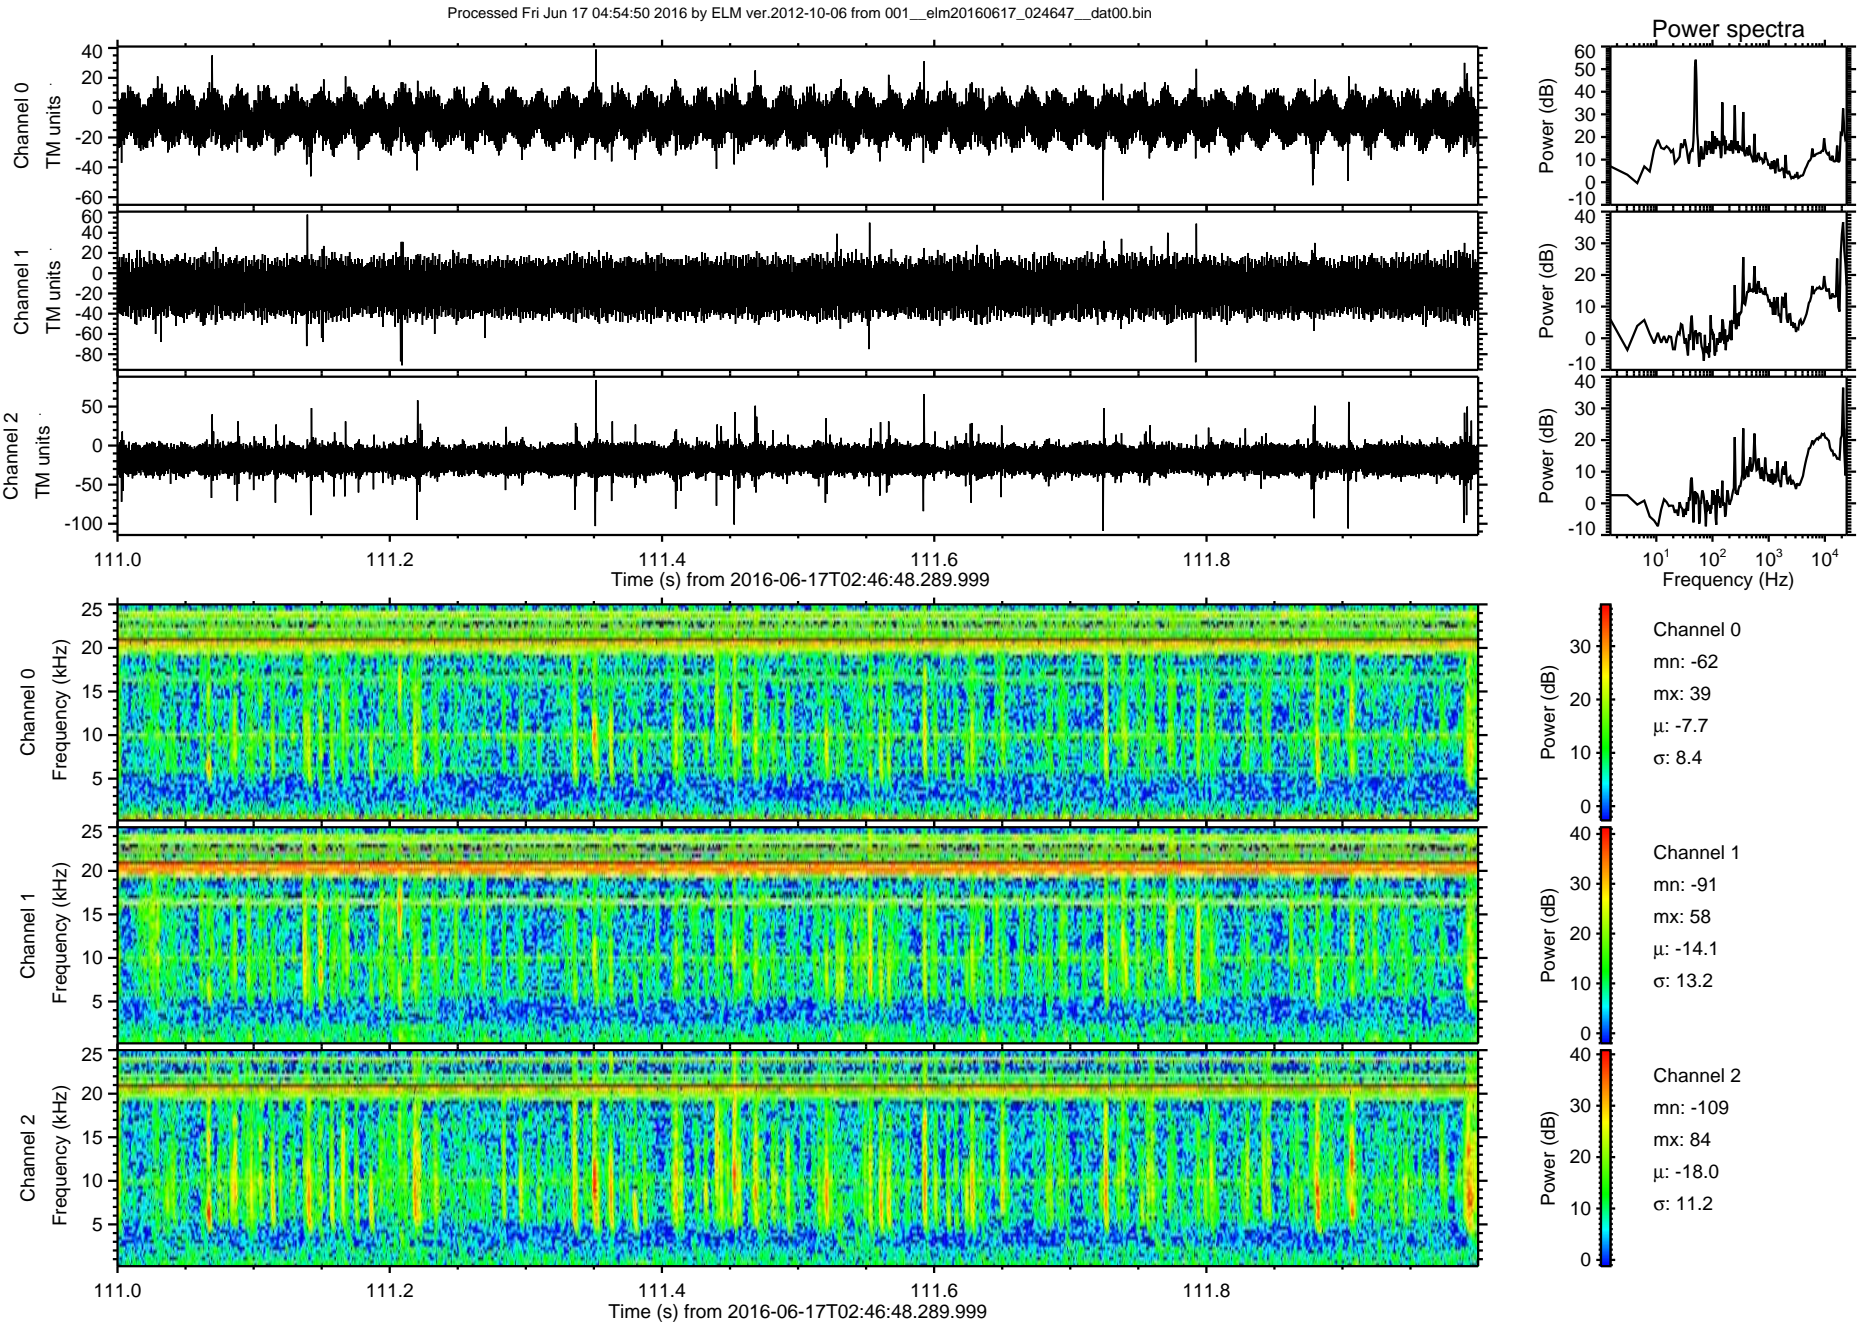 Processed Fri Jun 17 04:54:50 2016 by ELM ver.2012-10-06 from 001__elm20160617_024647__dat00.bin
Power spectra
Channel 0
TM units
40
20
0
-20
-40
-60
Power (dB)
60
50
40
30
20
10
0
-10
Channel 1
TM units
60
40
20
0
-20
-40
-60
-80
Power (dB)
40
30
20
10
0
-10
Channel 2
TM units
50
0
-50
-100
Power (dB)
40
30
20
10
0
-10
111.0 111.2 111.4 111.6 111.8
Time (s) from 2016-06-17T02:46:48.289.999
10¹ 10² 10³ 10⁴
Frequency (Hz)
Channel 0
Frequency (kHz)
25
20
15
10
5
Power (dB)
30
20
10
0
Channel 0
mn: -62
mx: 39
μ: -7.7
σ: 8.4
Channel 1
Frequency (kHz)
25
20
15
10
5
Power (dB)
40
30
20
10
0
Channel 1
mn: -91
mx: 58
μ: -14.1
σ: 13.2
Channel 2
Frequency (kHz)
25
20
15
10
5
Power (dB)
40
30
20
10
0
Channel 2
mn: -109
mx: 84
μ: -18.0
σ: 11.2
111.0 111.2 111.4 111.6 111.8
Time (s) from 2016-06-17T02:46:48.289.999